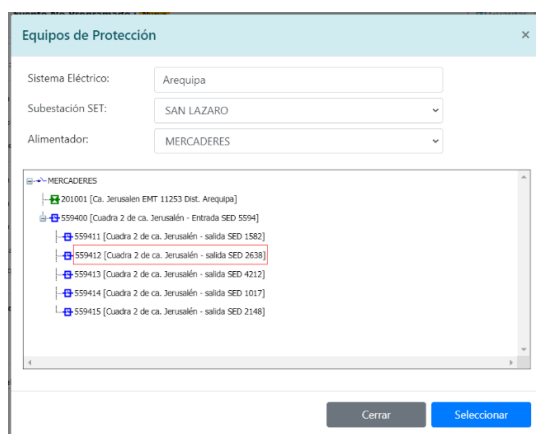 Equipos de Protección
×
Sistema Eléctrico:
Arequipa
Subestación SET:
SAN LAZARO
Alimentador:
MERCADERES
MERCADERES
201001 [Ca. Jerusalen EMT 11253 Dist. Arequipa]
559400 [Cuadra 2 de ca. Jerusalén - Entrada SED 5594]
559411 [Cuadra 2 de ca. Jerusalén - salida SED 1582]
559412 [Cuadra 2 de ca. Jerusalén - salida SED 2638]
559413 [Cuadra 2 de ca. Jerusalén - salida SED 4212]
559414 [Cuadra 2 de ca. Jerusalén - salida SED 1017]
559415 [Cuadra 2 de ca. Jerusalén - salida SED 2148]
Cerrar
Seleccionar